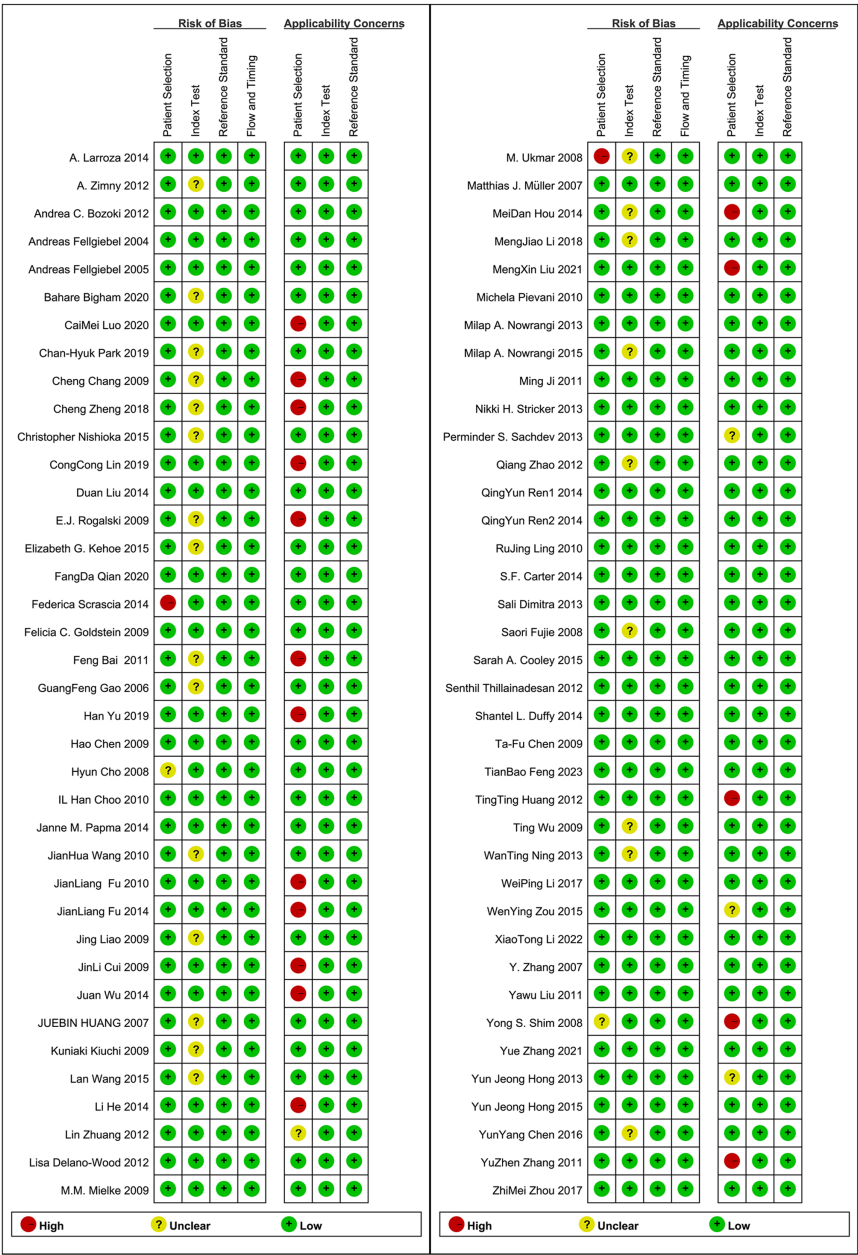 Risk of Bias
Applicability Concerns
Patient Selection
Index Test
Reference Standard
Flow and Timing
Patient Selection
Index Test
Reference Standard
A. Larroza 2014
A. Zimny 2012
Andrea C. Bozoki 2012
Andreas Fellgiebel 2004
Andreas Fellgiebel 2005
Bahare Bigham 2020
CaiMei Luo 2020
Chan-Hyuk Park 2019
Cheng Chang 2009
Cheng Zheng 2018
Christopher Nishioka 2015
CongCong Lin 2019
Duan Liu 2014
E.J. Rogalski 2009
Elizabeth G. Kehoe 2015
FangDa Qian 2020
Federica Scrascia 2014
Felicia C. Goldstein 2009
Feng Bai 2011
GuangFeng Gao 2006
Han Yu 2019
Hao Chen 2009
Hyun Cho 2008
IL Han Choo 2010
Janne M. Papma 2014
JianHua Wang 2010
JianLiang Fu 2010
JianLiang Fu 2014
Jing Liao 2009
JinLi Cui 2009
Juan Wu 2014
JUEBIN HUANG 2007
Kuniaki Kiuchi 2009
Lan Wang 2015
Li He 2014
Lin Zhuang 2012
Lisa Delano-Wood 2012
M.M. Mielke 2009
High
? Unclear
+ Low
Risk of Bias
Applicability Concerns
Patient Selection
Index Test
Reference Standard
Flow and Timing
Patient Selection
Index Test
Reference Standard
M. Ukmar 2008
Matthias J. Müller 2007
MeiDan Hou 2014
MengJiao Li 2018
MengXin Liu 2021
Michela Pievani 2010
Milap A. Nowrangi 2013
Milap A. Nowrangi 2015
Ming Ji 2011
Nikki H. Stricker 2013
Perminder S. Sachdev 2013
Qiang Zhao 2012
QingYun Ren1 2014
QingYun Ren2 2014
RuJing Ling 2010
S.F. Carter 2014
Sali Dimitra 2013
Saori Fujie 2008
Sarah A. Cooley 2015
Senthil Thillainadesan 2012
Shantel L. Duffy 2014
Ta-Fu Chen 2009
TianBao Feng 2023
TingTing Huang 2012
Ting Wu 2009
WanTing Ning 2013
WeiPing Li 2017
WenYing Zou 2015
XiaoTong Li 2022
Y. Zhang 2007
Yawu Liu 2011
Yong S. Shim 2008
Yue Zhang 2021
Yun Jeong Hong 2013
Yun Jeong Hong 2015
YunYang Chen 2016
YuZhen Zhang 2011
ZhiMei Zhou 2017
High
? Unclear
+ Low